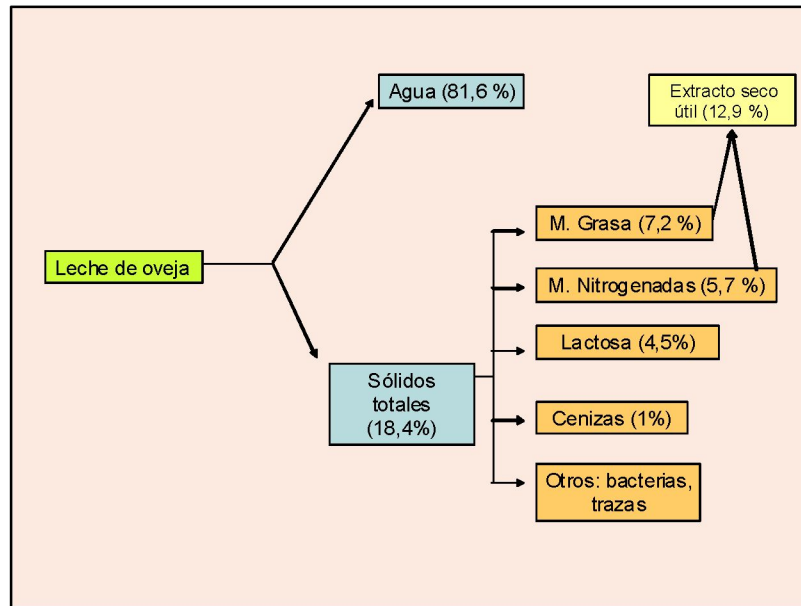 Agua (81,6 %)
Extracto seco
útil (12,9 %)
M. Grasa (7,2 %)
Leche de oveja
M. Nitrogenadas (5,7 %)
Lactosa (4,5%)
Sólidos
totales
(18,4%)
Cenizas (1%)
Otros: bacterias,
trazas